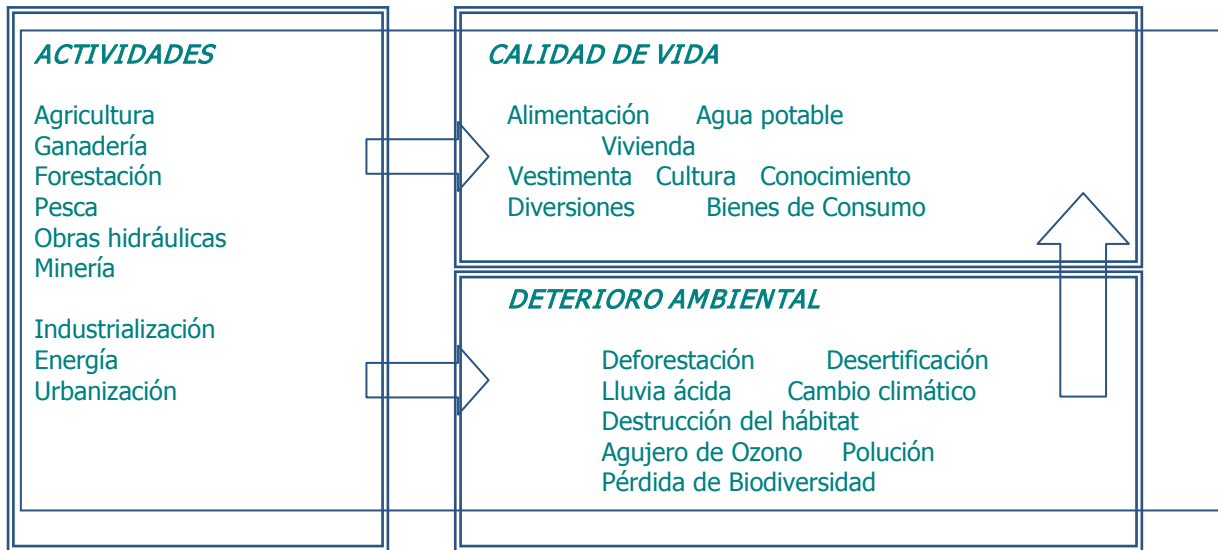 ACTIVIDADES
Agricultura
Ganadería
Forestación
Pesca
Obras hidráulicas
Minería
Industrialización
Energía
Urbanización
CALIDAD DE VIDA
Alimentación Agua potable
Vivienda
Vestimenta Cultura Conocimiento
Diversiones Bienes de Consumo
DETERIORO AMBIENTAL
Deforestación Desertificación
Lluvia ácida Cambio climático
Destrucción del hábitat
Agujero de Ozono Polución
Pérdida de Biodiversidad